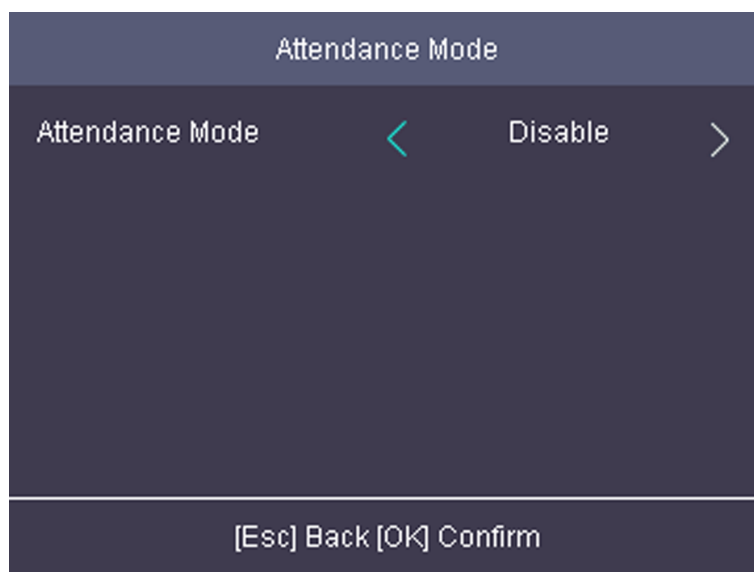 Attendance Mode
Attendance Mode < Disable >
[Esc] Back [OK] Confirm